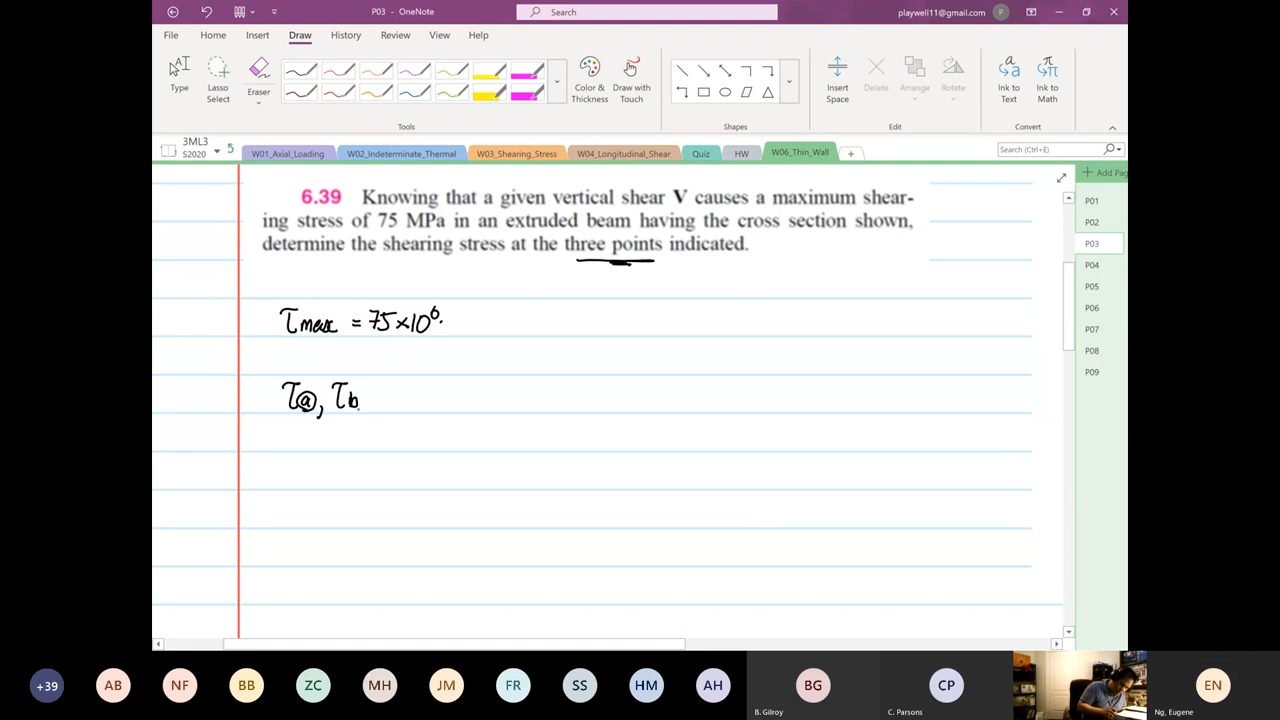 P03 - OneNote
Search
playwell11@gmail.com
P
File
Home
Insert
Draw
History
Review
View
Help
Type
Lasso Select
Eraser
Color & Thickness
Draw with Touch
Insert Space
Delete
Arrange
Rotate
Ink to Text
Ink to Math
Tools
Shapes
Edit
Convert
3ML3 S2020
5
W01_Axial_Loading
W02_Indeterminate_Thermal
W03_Shearing_Stress
W04_Longitudinal_Shear
Quiz
HW
W06_Thin_Wall
Search (Ctrl+E)
Add Pag
P01
P02
P03
P04
P05
P06
P07
P08
P09
6.39 Knowing that a given vertical shear V causes a maximum shear-
ing stress of 75 MPa in an extruded beam having the cross section shown,
determine the shearing stress at the three points indicated.
τmax = 75×10⁶.
τⓐ, τb
+39
AB
NF
BB
ZC
MH
JM
FR
SS
HM
AH
BG
B. Gilroy
CP
C. Parsons
Ng, Eugene
EN